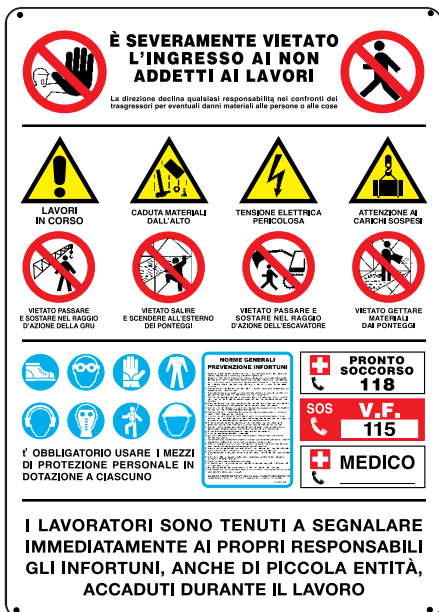 È SEVERAMENTE VIETATO
L'INGRESSO AI NON
ADDETTI AI LAVORI
La direzione declina qualsiasi responsabilità nei confronti dei
trasgressori per eventuali danni materiali alle persone o alle cose
LAVORI
IN CORSO
CADUTA MATERIALI
DALL'ALTO
TENSIONE ELETTRICA
PERICOLOSA
ATTENZIONE AI
CARICHI SOSPESI
VIETATO PASSARE
E SOSTARE NEL RAGGIO
D'AZIONE DELLA GRU
VIETATO SALIRE
E SCENDERE ALL'ESTERNO
DEI PONTEGGI
VIETATO PASSARE E
SOSTARE NEL RAGGIO
D'AZIONE DELL'ESCAVATORE
VIETATO GETTARE
MATERIALI
DAI PONTEGGI
È OBBLIGATORIO USARE I MEZZI
DI PROTEZIONE PERSONALE IN
DOTAZIONE A CIASCUNO
NORME GENERALI
PREVENZIONE INFORTUNI
PRONTO
SOCCORSO
118
SOS V.F.
115
MEDICO
I LAVORATORI SONO TENUTI A SEGNALARE
IMMEDIATAMENTE AI PROPRI RESPONSABILI
GLI INFORTUNI, ANCHE DI PICCOLA ENTITÀ,
ACCADUTI DURANTE IL LAVORO